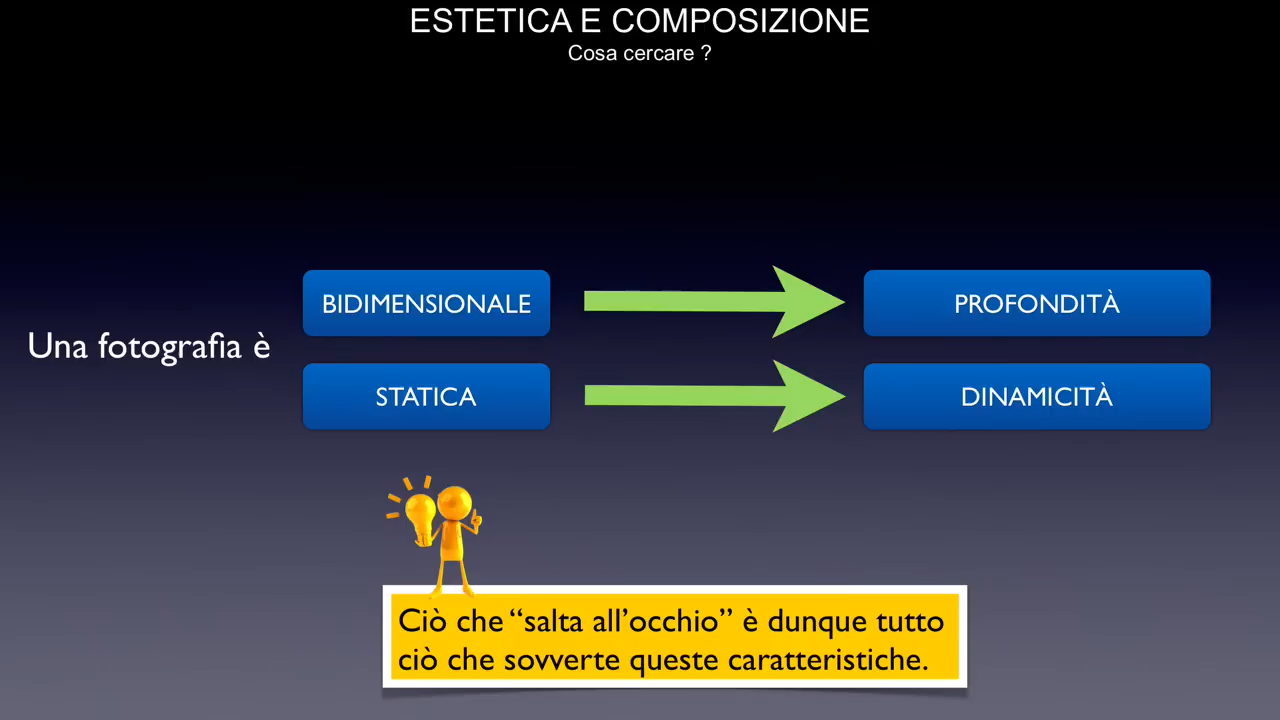 ESTETICA E COMPOSIZIONE
Cosa cercare ?
Una fotografia è
BIDIMENSIONALE
PROFONDITÀ
STATICA
DINAMICITÀ
Ciò che “salta all’occhio” è dunque tutto
ciò che sovverte queste caratteristiche.